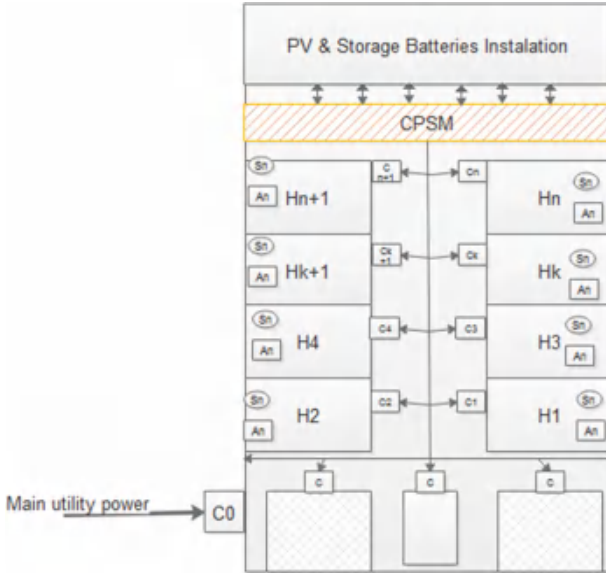 PV & Storage Batteries Instalation
CPSM
Sn
An
Hn+1
C
n+1
Cn
Hn
Sn
An
Sn
An
Hk+1
Ck
+1
Ck
Hk
Sn
An
Sn
An
H4
C4
C3
H3
Sn
An
Sn
An
H2
C2
C1
H1
Sn
An
C
C
C
Main utility power
C0